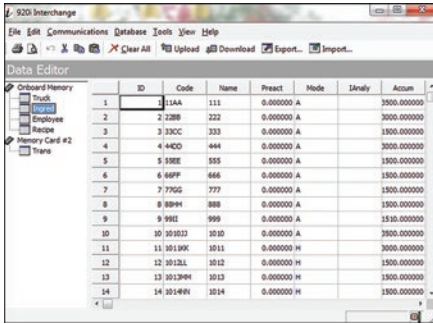 920i Interchange
File Edit Communications Database Tools View Help
Clear All Upload Download Export... Import...
Data Editor
Onboard Memory
Truck
Ingred
Employee
Recipe
Memory Card #2
Trans
ID Code Name Preact Mode IAnaly Accum
1 1 11AA 111 0.000000 A 3500.000000
2 2 22BB 222 0.000000 A 3000.000000
3 3 33CC 333 0.000000 A 1500.000000
4 4 44DD 444 0.000000 A 3000.000000
5 5 55EE 555 0.000000 A 1500.000000
6 6 66FF 666 0.000000 A 1500.000000
7 7 77GG 777 0.000000 A 1500.000000
8 8 88HH 888 0.000000 A 1500.000000
9 9 99II 999 0.000000 A 1510.000000
10 10 1010JJ 1010 0.000000 A 3500.000000
11 11 1011KK 1011 0.000000 H 3000.000000
12 12 1012LL 1012 0.000000 H 1500.000000
13 13 1013MM 1013 0.000000 H 1500.000000
14 14 1014NN 1014 0.000000 H 1500.000000